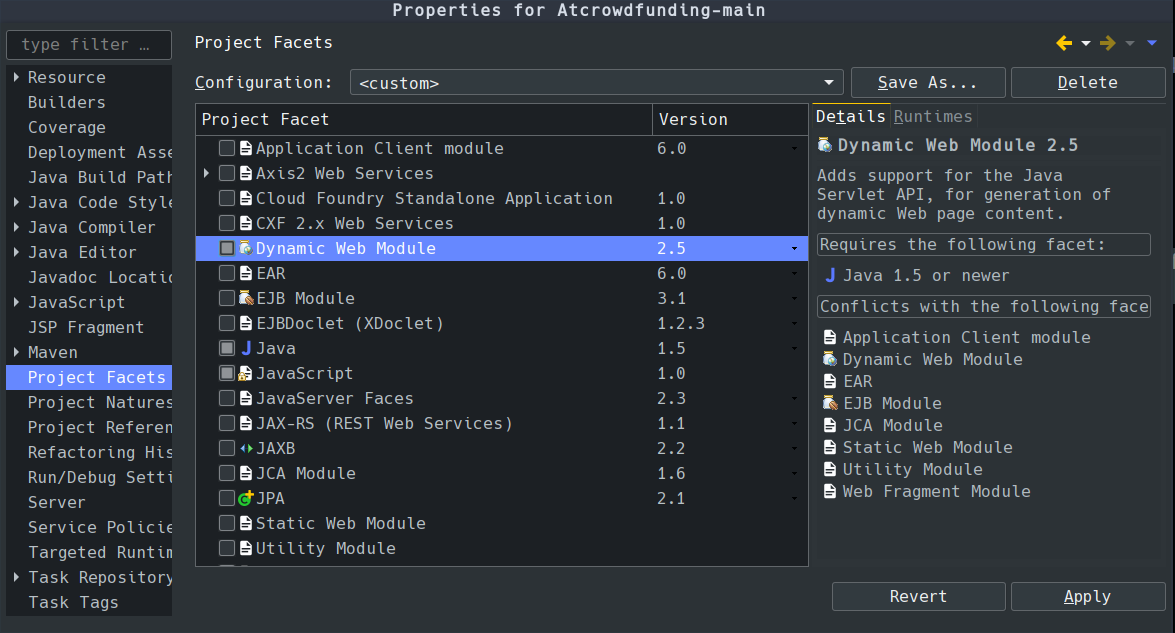 Properties for Atcrowdfunding-main
type filter …
Resource
Builders
Coverage
Deployment Asse
Java Build Path
Java Code Style
Java Compiler
Java Editor
Javadoc Locatio
JavaScript
JSP Fragment
Maven
Project Facets
Project Natures
Project Referen
Refactoring His
Run/Debug Setti
Server
Service Policie
Targeted Runtim
Task Repository
Task Tags
Project Facets
Configuration: <custom> Save As... Delete
Project Facet Version
Application Client module 6.0
Axis2 Web Services
Cloud Foundry Standalone Application 1.0
CXF 2.x Web Services 1.0
Dynamic Web Module 2.5
EAR 6.0
EJB Module 3.1
EJBDoclet (XDoclet) 1.2.3
Java 1.5
JavaScript 1.0
JavaServer Faces 2.3
JAX-RS (REST Web Services) 1.1
JAXB 2.2
JCA Module 1.6
JPA 2.1
Static Web Module
Utility Module
Details Runtimes
Dynamic Web Module 2.5
Adds support for the Java
Servlet API, for generation of
dynamic Web page content.
Requires the following facet:
Java 1.5 or newer
Conflicts with the following face
Application Client module
Dynamic Web Module
EAR
EJB Module
JCA Module
Static Web Module
Utility Module
Web Fragment Module
Revert Apply